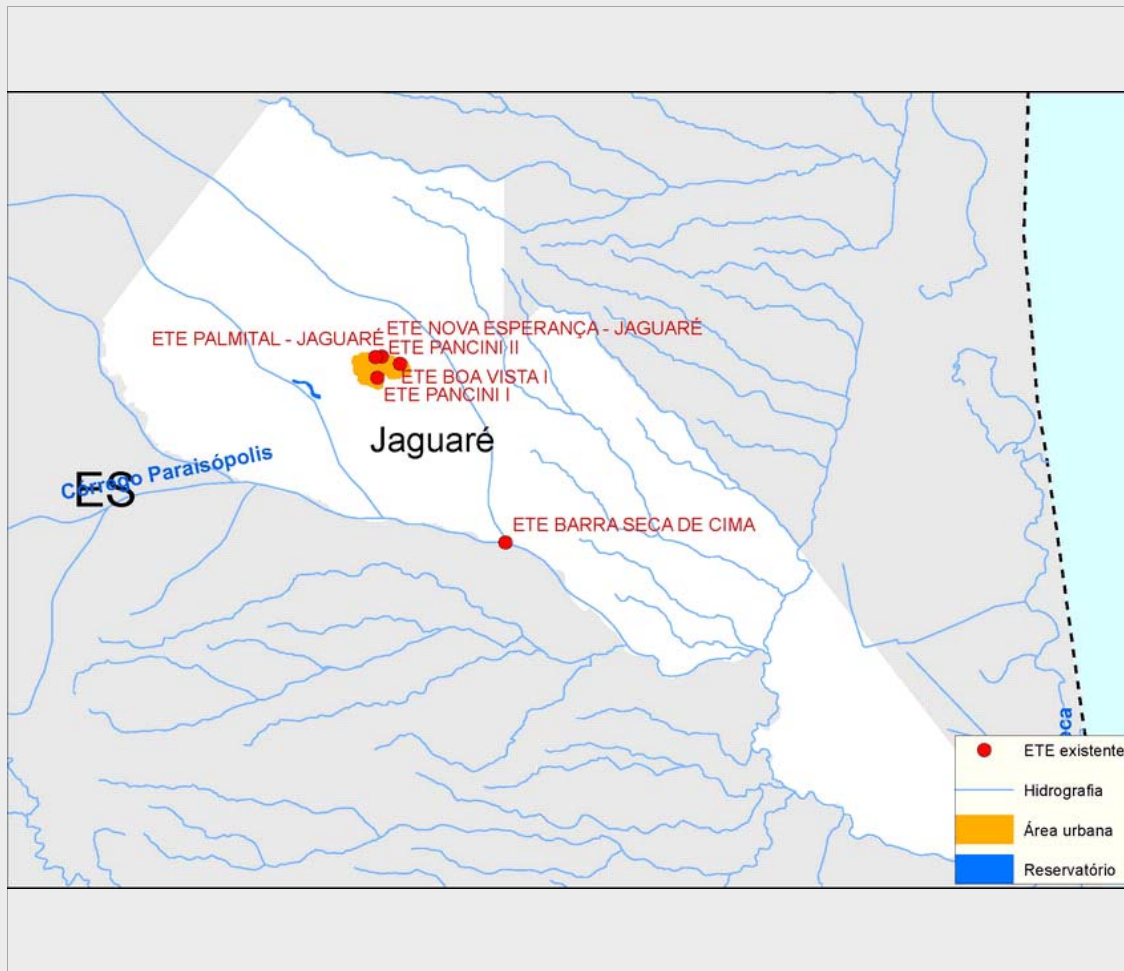 ETE NOVA ESPERANÇA - JAGUARÉ
ETE PALMITAL - JAGUARÉ
ETE PANCINI II
ETE BOA VISTA I
ETE PANCINI I
Jaguaré
Córrego Paraisópolis
ES
ETE BARRA SECA DE CIMA
ETE existente
Hidrografia
Área urbana
Reservatório